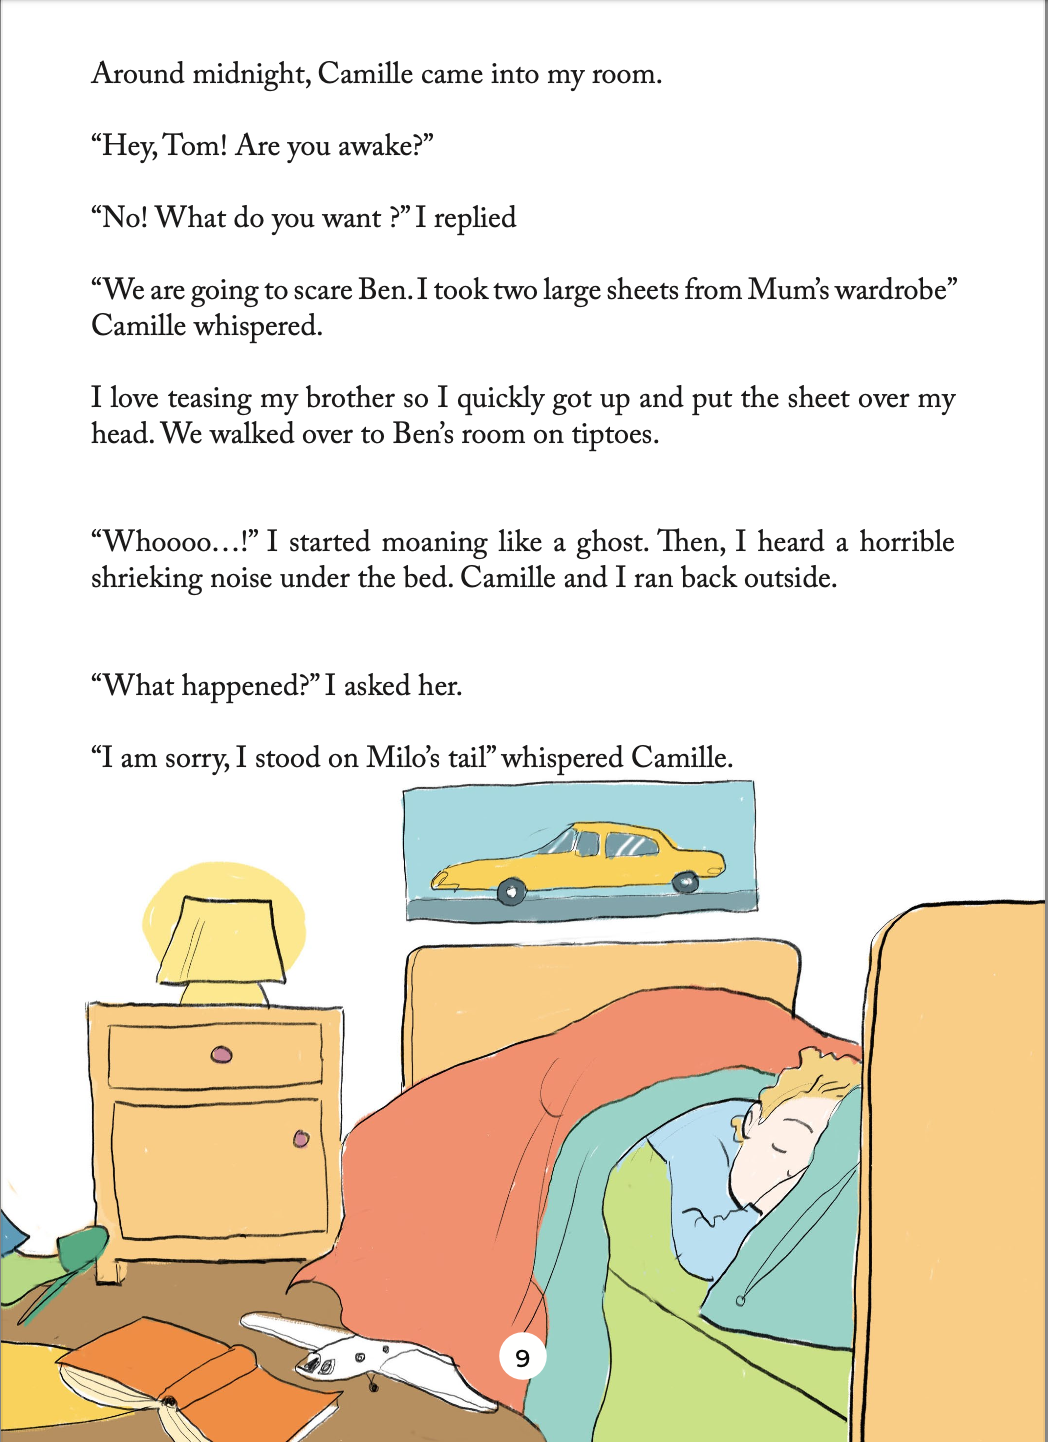 Around midnight, Camille came into my room.
“Hey, Tom! Are you awake?”
“No! What do you want ?” I replied
“We are going to scare Ben. I took two large sheets from Mum’s wardrobe”
Camille whispered.
I love teasing my brother so I quickly got up and put the sheet over my
head. We walked over to Ben’s room on tiptoes.
“Whoooo…!” I started moaning like a ghost. Then, I heard a horrible
shrieking noise under the bed. Camille and I ran back outside.
“What happened?” I asked her.
“I am sorry, I stood on Milo’s tail” whispered Camille.
9